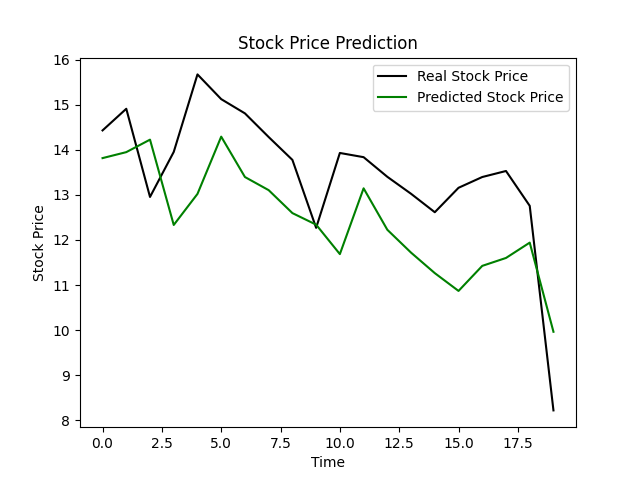 Stock Price Prediction
Real Stock Price
Predicted Stock Price
Stock Price
16
15
14
13
12
11
10
9
8
0.0 2.5 5.0 7.5 10.0 12.5 15.0 17.5
Time